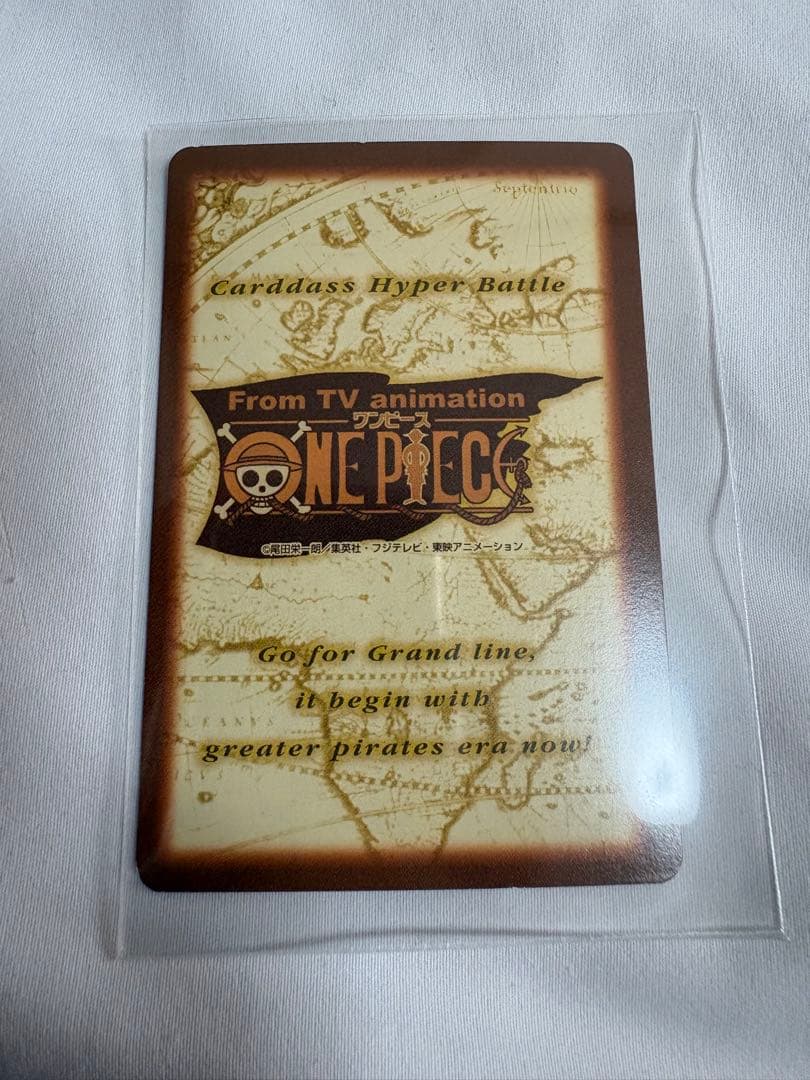 Septentrio
Carddass Hyper Battle
From TV animation
ワンピース
ONE PIECE
©尾田栄一朗／集英社・フジテレビ・東映アニメーション
Go for Grand line,
it begin with
greater pirates era now!